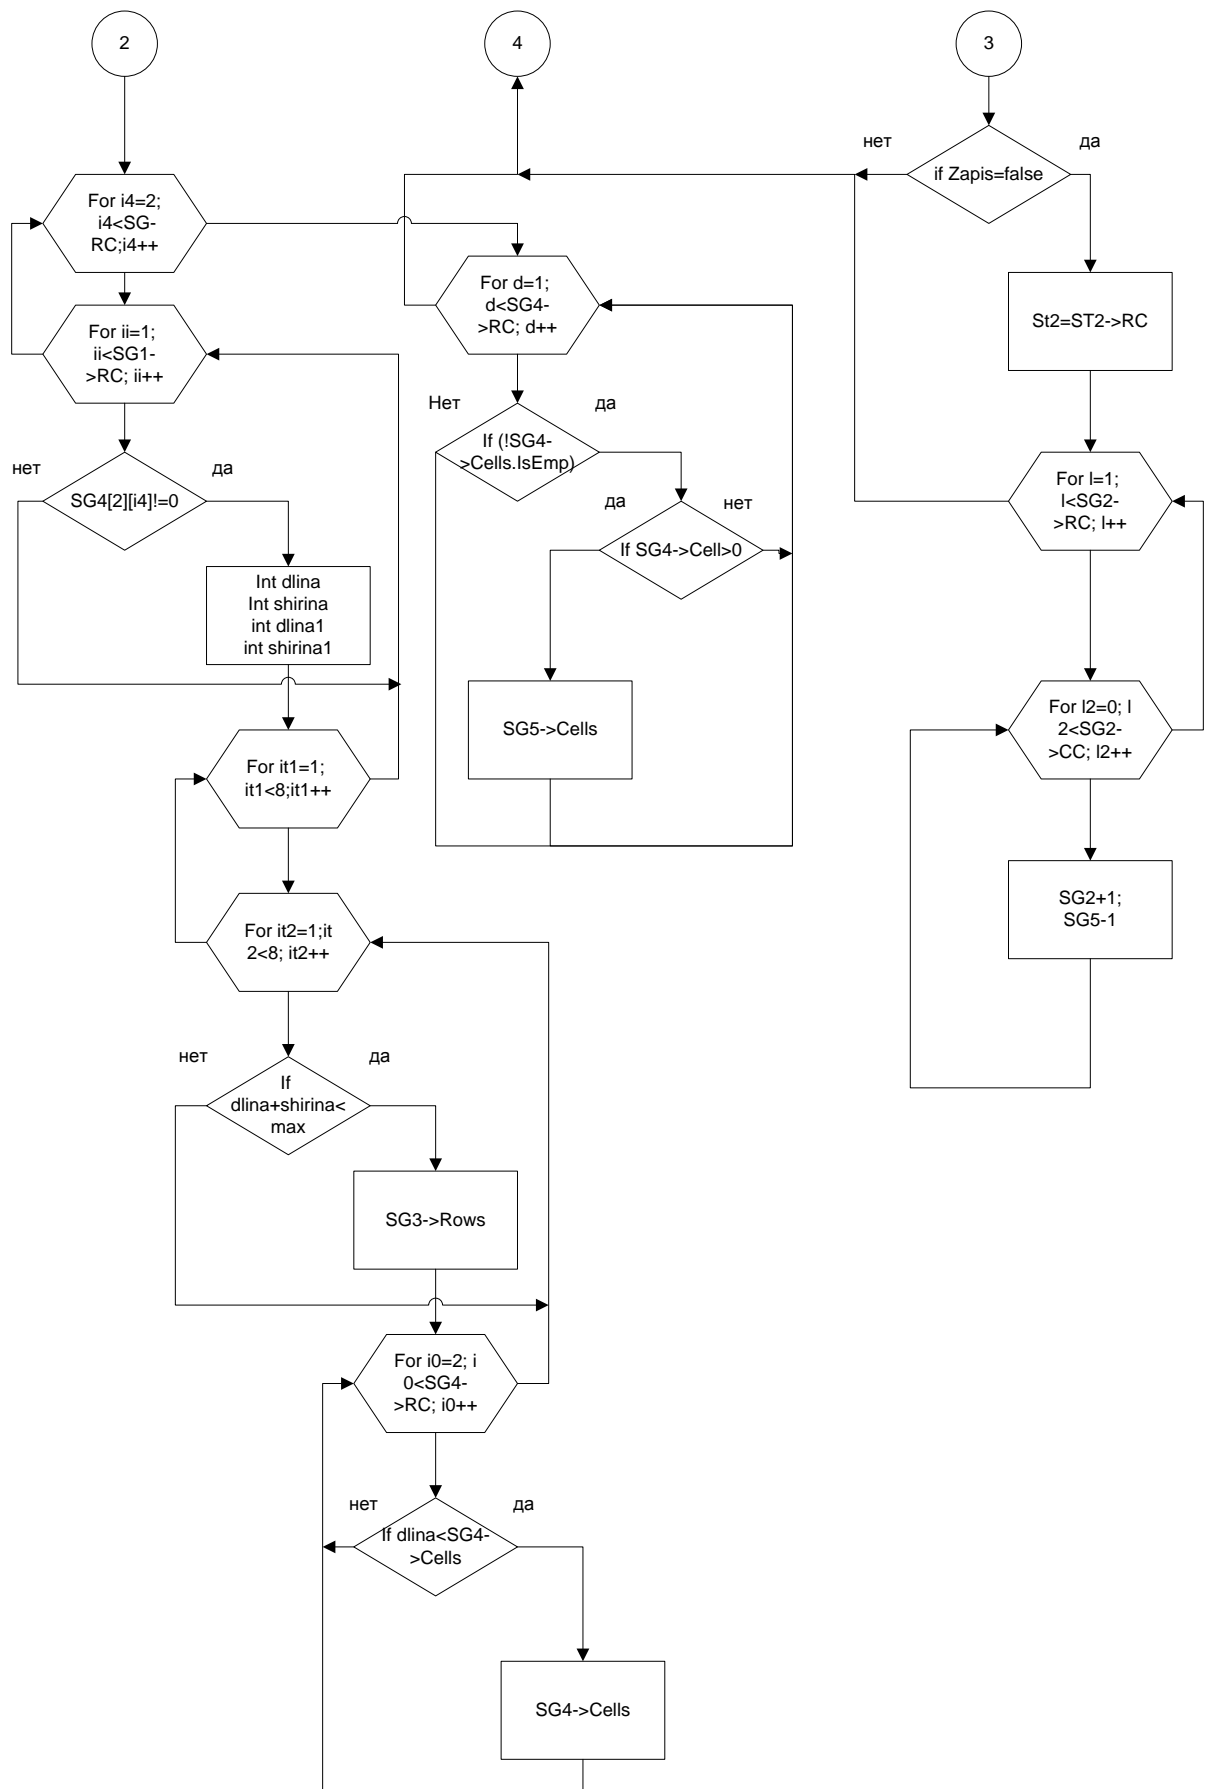 2
4
3
нет
да
if Zapis=false
For i4=2;
i4<SG-
RC;i4++
For d=1;
d<SG4-
>RC; d++
St2=ST2->RC
For ii=1;
ii<SG1-
>RC; ii++
Нет
да
If (!SG4-
>Cells.IsEmp)
нет
да
SG4[2][i4]!=0
да
нет
If SG4->Cell>0
For l=1;
l<SG2-
>RC; l++
Int dlina
Int shirina
int dlina1
int shirina1
SG5->Cells
For l2=0; l
2<SG2-
>CC; l2++
For it1=1;
it1<8;it1++
SG2+1;
SG5-1
For it2=1;it
2<8; it2++
нет
да
If
dlina+shirina<
max
SG3->Rows
For i0=2; i
0<SG4-
>RC; i0++
нет
да
If dlina<SG4-
>Cells
SG4->Cells